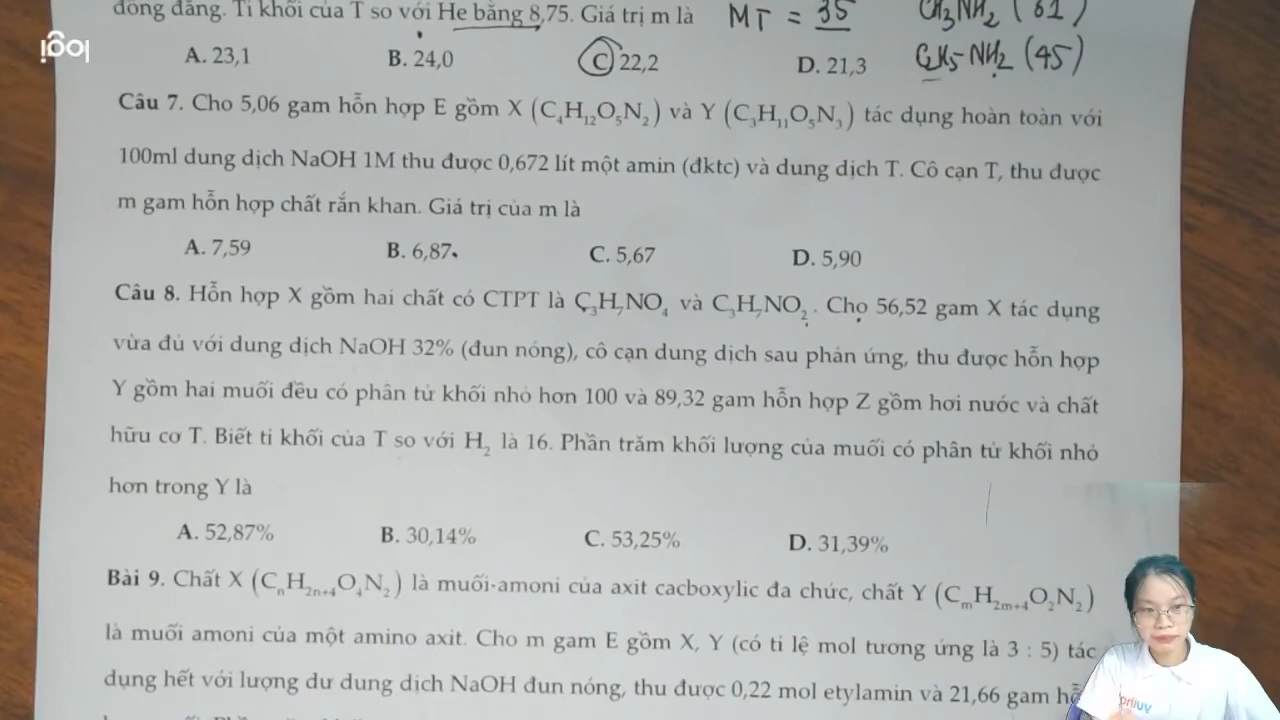 đồng đẳng. Tỉ khối của T so với He bằng 8,75. Giá trị m là
MT = 35
CH3NH2 (31)
logi
A. 23,1 B. 24,0 C 22,2 D. 21,3
C2H5-NH2 (45)
Câu 7. Cho 5,06 gam hỗn hợp E gồm X (C₄H₁₂O₅N₂) và Y (C₃H₁₁O₅N₃) tác dụng hoàn toàn với
100ml dung dịch NaOH 1M thu được 0,672 lít một amin (đktc) và dung dịch T. Cô cạn T, thu được
m gam hỗn hợp chất rắn khan. Giá trị của m là
A. 7,59 B. 6,87 C. 5,67 D. 5,90
Câu 8. Hỗn hợp X gồm hai chất có CTPT là C₃H₇NO₄ và C₃H₇NO₂. Cho 56,52 gam X tác dụng
vừa đủ với dung dịch NaOH 32% (đun nóng), cô cạn dung dịch sau phản ứng, thu được hỗn hợp
Y gồm hai muối đều có phân tử khối nhỏ hơn 100 và 89,32 gam hỗn hợp Z gồm hơi nước và chất
hữu cơ T. Biết tỉ khối của T so với H₂ là 16. Phần trăm khối lượng của muối có phân tử khối nhỏ
hơn trong Y là
A. 52,87% B. 30,14% C. 53,25% D. 31,39%
Bài 9. Chất X (CₙH₂ₙ₊₄O₄N₂) là muối amoni của axit cacboxylic đa chức, chất Y (CₘH₂ₘ₊₄O₂N₂)
là muối amoni của một amino axit. Cho m gam E gồm X, Y (có tỉ lệ mol tương ứng là 3 : 5) tác
dụng hết với lượng dư dung dịch NaOH đun nóng, thu được 0,22 mol etylamin và 21,66 gam